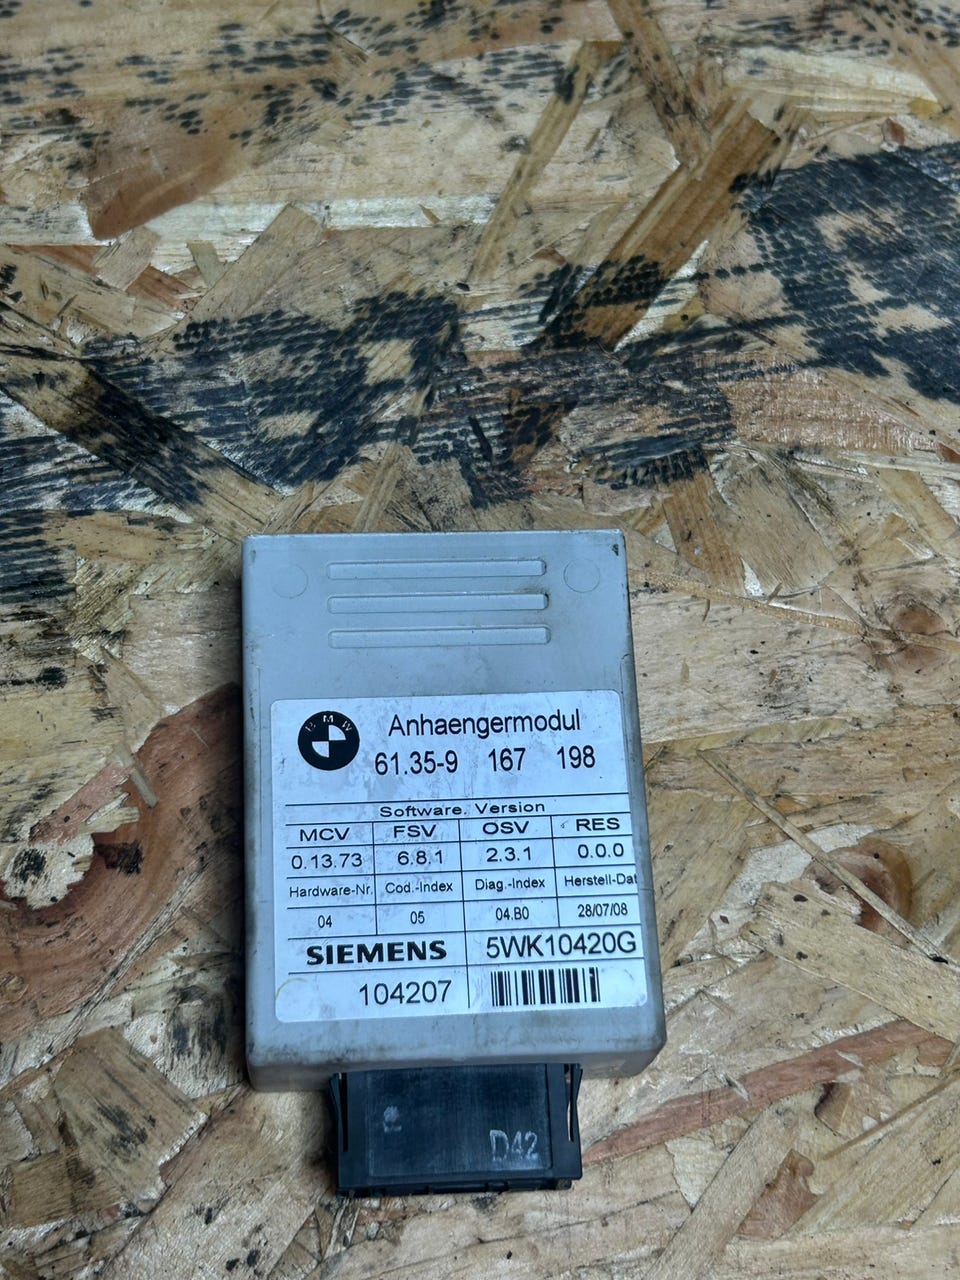 BMW
Anhaengermodul
61.35-9 167 198
Software. Version
MCV FSV OSV RES
0.13.73 6.8.1 2.3.1 0.0.0
Hardware-Nr. Cod.-Index Diag.-Index Herstell-Dat
04 05 04.B0 28/07/08
SIEMENS 5WK10420G
104207
D42